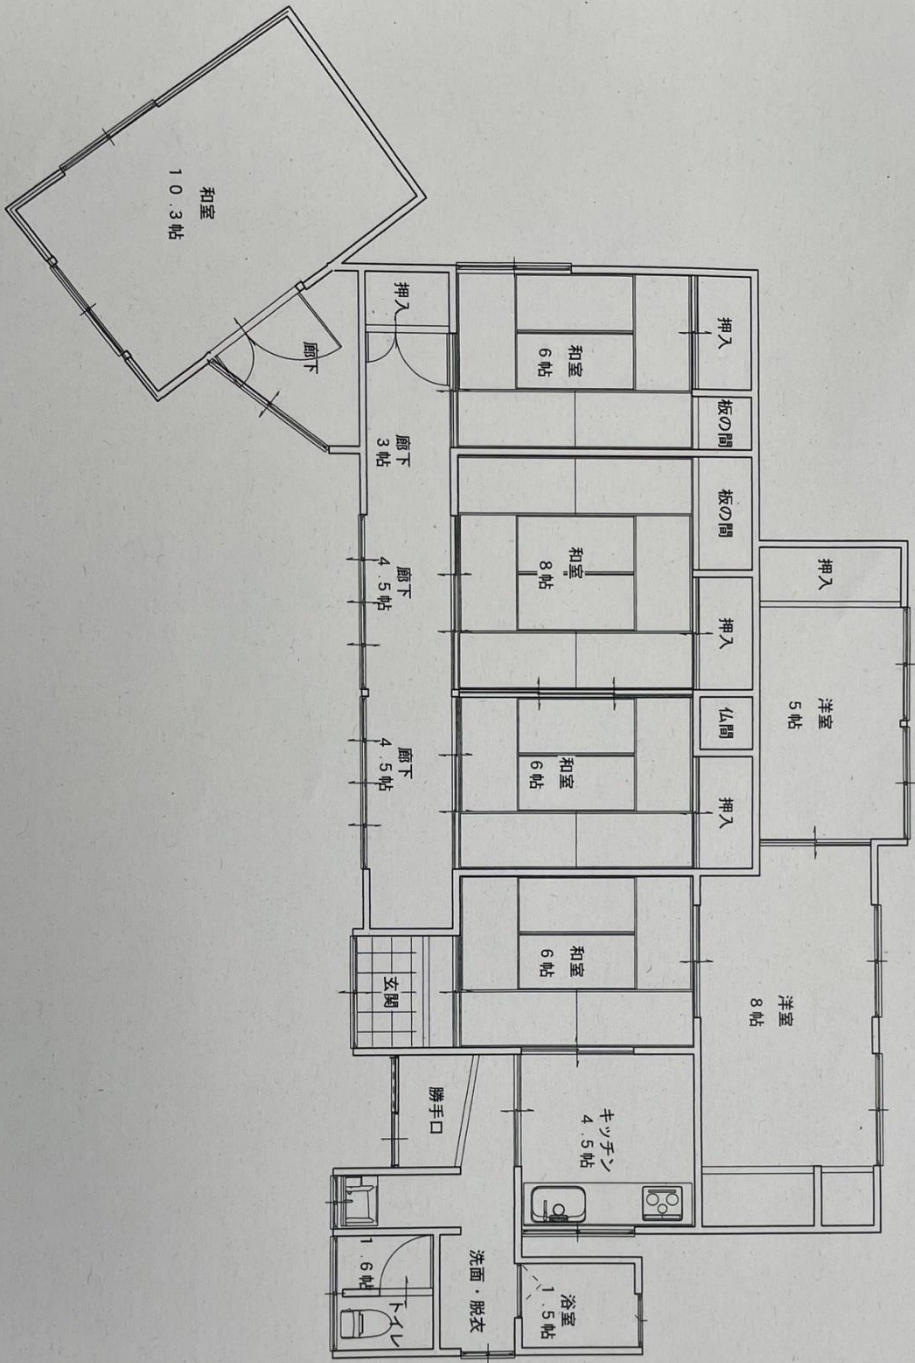 和室
10.3帖
廊下
押入
和室
6帖
押入
板の間
廊下
3帖
板の間
和室
8帖
押入
廊下
4.5帖
押入
洋室
5帖
仏間
和室
6帖
押入
廊下
4.5帖
玄関
和室
6帖
洋室
8帖
勝手口
キッチン
4.5帖
洗面・脱衣
浴室
1.5帖
1.6帖
トイレ